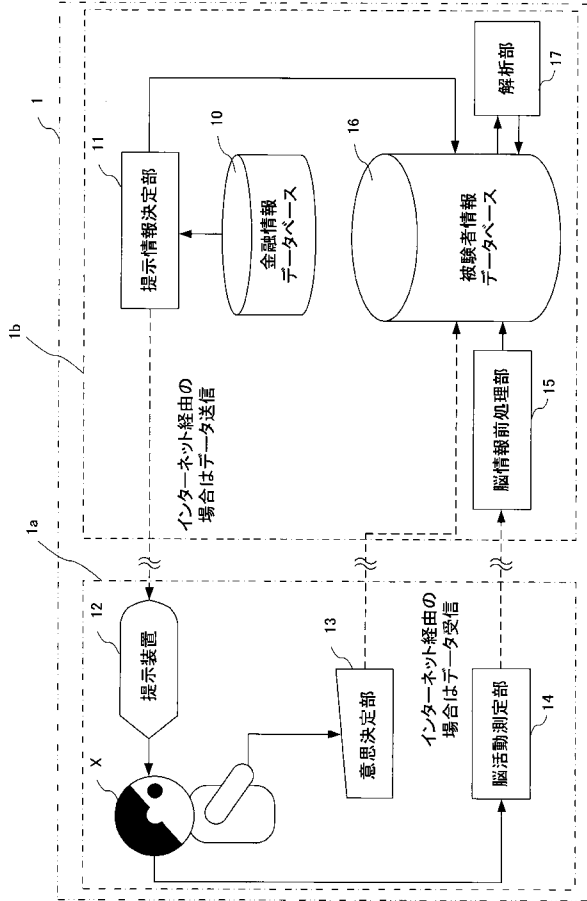 1
1a
1b
X
12
提示装置
インターネット経由の
場合はデータ送信
11
提示情報決定部
10
金融情報
データベース
13
意思決定部
インターネット経由の
場合はデータ受信
14
脳活動測定部
15
脳情報前処理部
16
被験者情報
データベース
17
解析部